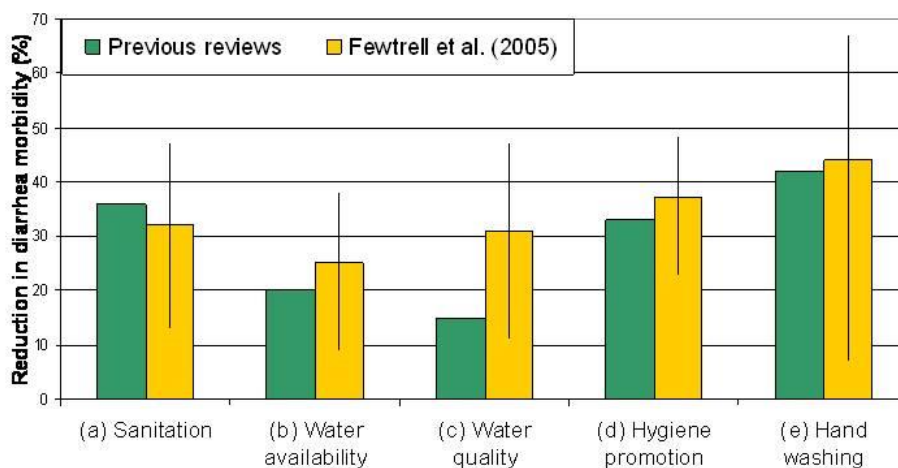 Reduction in diarrhea morbidity (%)
70
60
50
40
30
20
10
0
Previous reviews
Fewtrell et al. (2005)
(a) Sanitation
(b) Water
availability
(c) Water
quality
(d) Hygiene
promotion
(e) Hand
washing